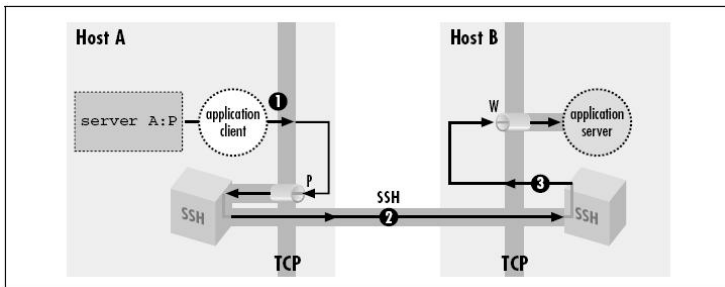 Host A
Host B
server A:P
application
client
1
W
application
server
P
SSH
3
SSH
2
SSH
TCP
TCP